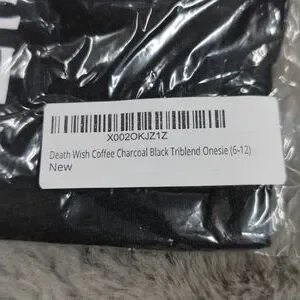 X002OKJZ1Z
Death Wish Coffee Charcoal Black Triblend Onesie (6-12)
New